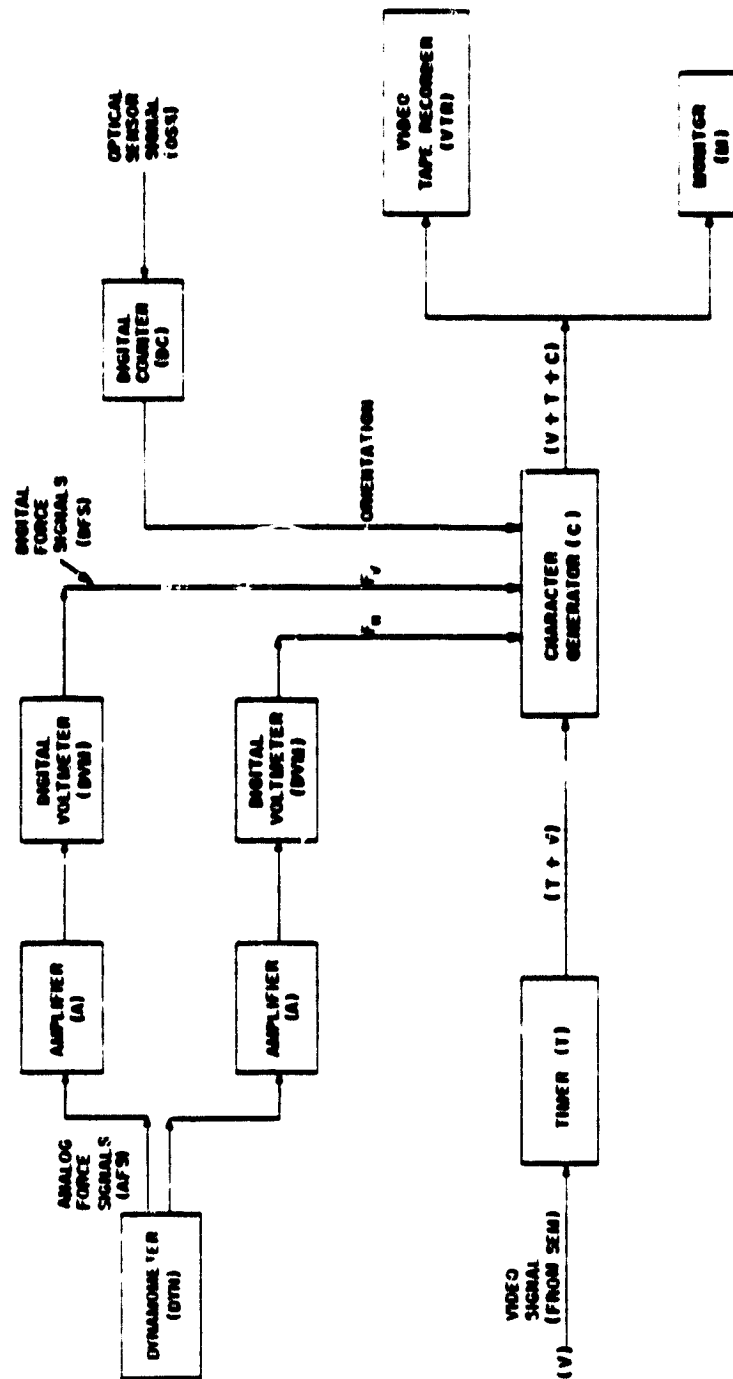 ANALOG
FORCE
SIGNALS
(AFS)
DYNAMOMETER
(DYN)
AMPLIFIER
(A)
AMPLIFIER
(A)
DIGITAL
VOLTMETER
(DVM)
DIGITAL
VOLTMETER
(DVM)
DIGITAL
FORCE
SIGNALS
(DFS)
DIGITAL
COUNTER
(DC)
OPTICAL
SENSOR
SIGNAL
(OSS)
ORIENTATION
VIDEO
SIGNAL
(FROM SEM)
(V)
TIMER (T)
(T + V)
CHARACTER
GENERATOR (C)
(V + T + C)
VIDEO
TAPE RECORDER
(VTR)
MONITOR
(M)